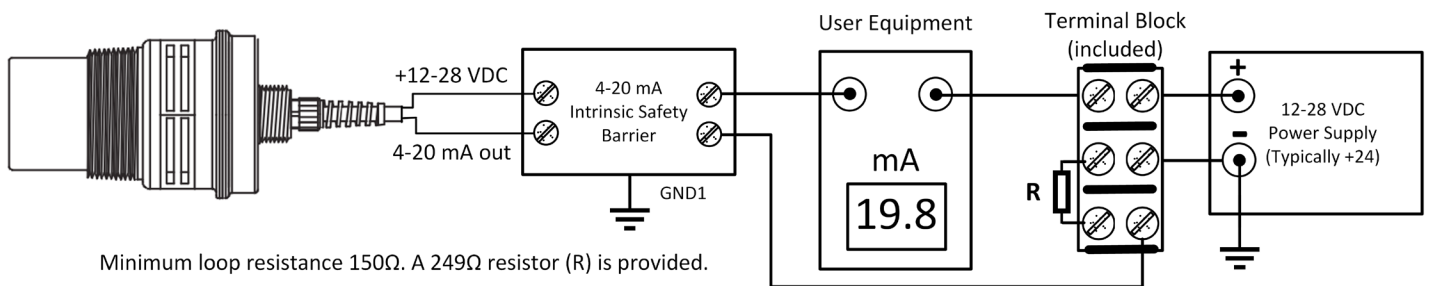 User Equipment
Terminal Block
(included)
+12-28 VDC
4-20 mA out
4-20 mA
Intrinsic Safety
Barrier
GND1
mA
19.8
R
+
-
12-28 VDC
Power Supply
(Typically +24)
Minimum loop resistance 150Ω. A 249Ω resistor (R) is provided.